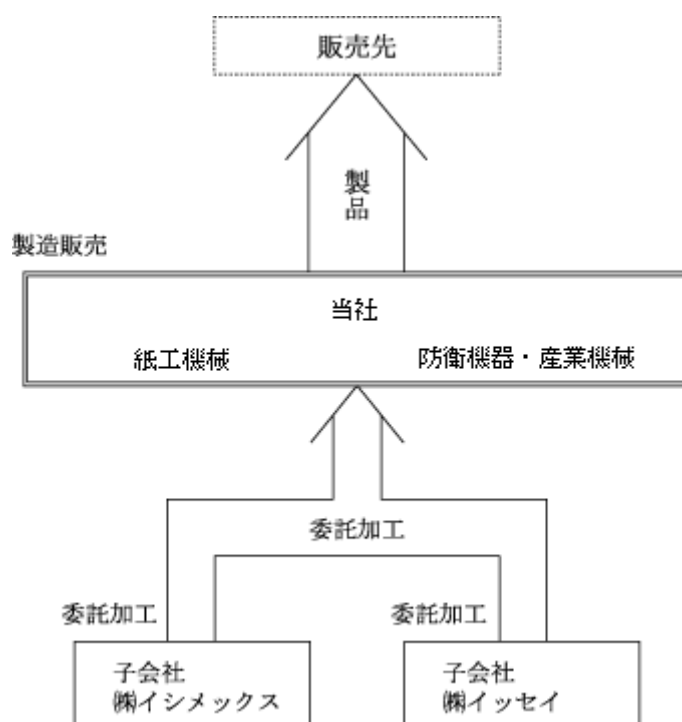 販売先
製品
製造販売
当社
紙工機械 防衛機器・産業機械
委託加工
委託加工 委託加工
子会社 子会社
㈱イシメックス ㈱イッセイ